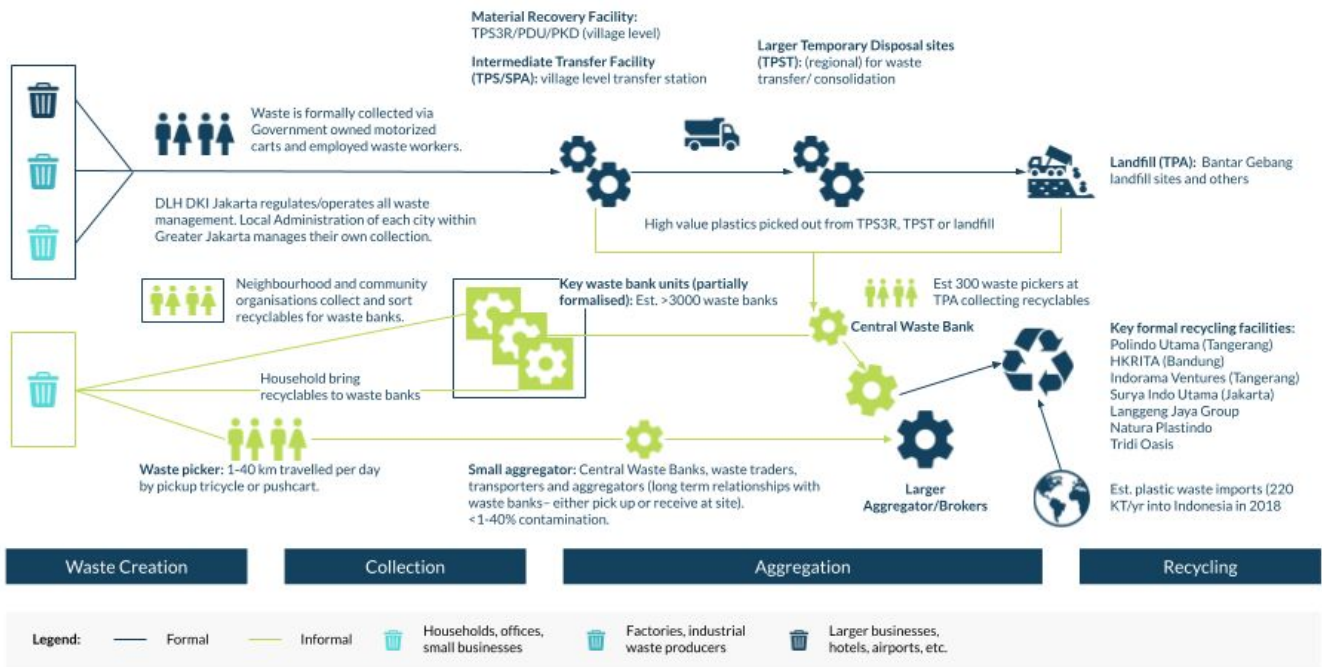 Material Recovery Facility:
TPS3R/PDU/PKD (village level)
Intermediate Transfer Facility
(TPS/SPA): village level transfer station
Larger Temporary Disposal sites
(TPST): (regional) for waste
transfer/ consolidation
Waste is formally collected via
Government owned motorized
carts and employed waste workers.
Landfill (TPA): Bantar Gebang
landfill sites and others
DLH DKI Jakarta regulates/operates all waste
management. Local Administration of each city within
Greater Jakarta manages their own collection.
High value plastics picked out from TPS3R, TPST or landfill
Neighbourhood and community
organisations collect and sort
recyclables for waste banks.
Key waste bank units (partially
formalised): Est. >3000 waste banks
Est 300 waste pickers at
TPA collecting recyclables
Central Waste Bank
Key formal recycling facilities:
Polindo Utama (Tangerang)
HKRITA (Bandung)
Indorama Ventures (Tangerang)
Surya Indo Utama (Jakarta)
Langgeng Jaya Group
Natura Plastindo
Tridi Oasis
Household bring
recyclables to waste banks
Waste picker: 1-40 km travelled per day
by pickup tricycle or pushcart.
Small aggregator: Central Waste Banks, waste traders,
transporters and aggregators (long term relationships with
waste banks– either pick up or receive at site).
<1-40% contamination.
Larger
Aggregator/Brokers
Est. plastic waste imports (220
KT/yr into Indonesia in 2018
Waste Creation
Collection
Aggregation
Recycling
Legend:
Formal
Informal
Households, offices,
small businesses
Factories, industrial
waste producers
Larger businesses,
hotels, airports, etc.